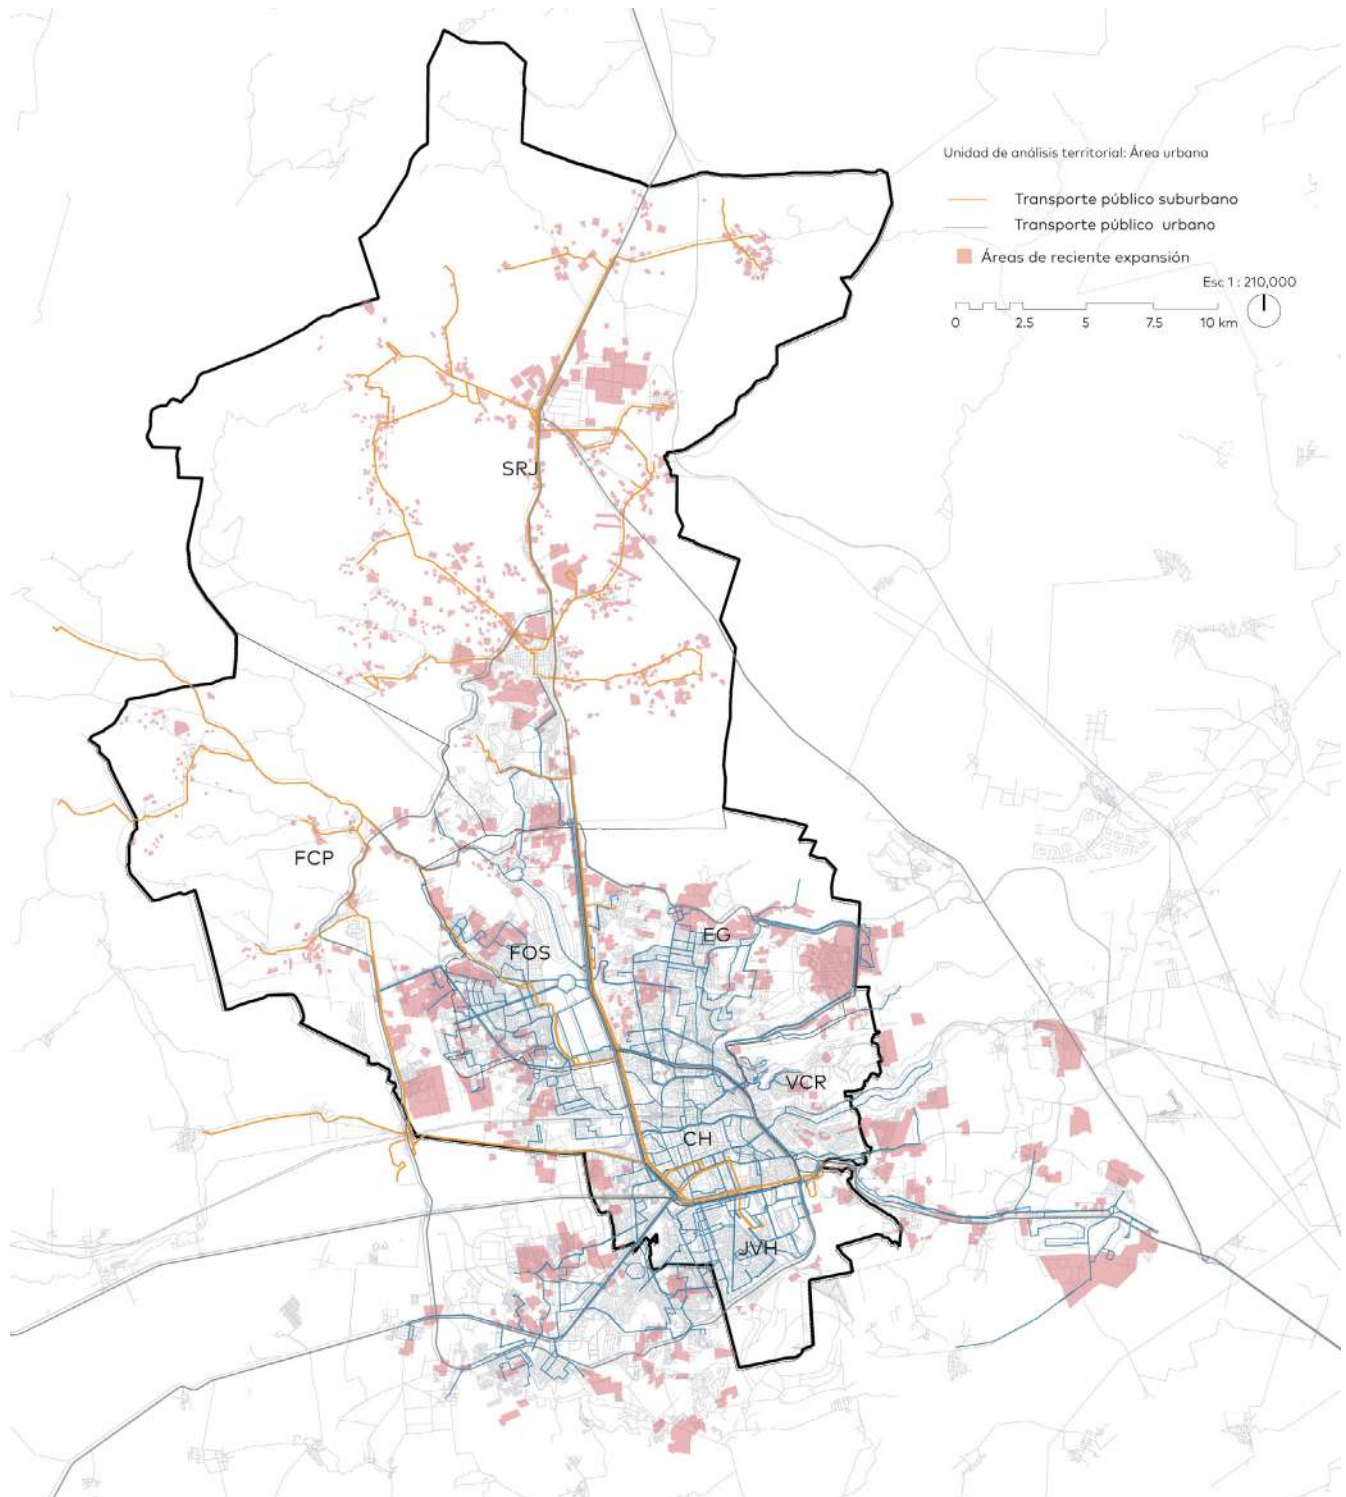 Unidad de análisis territorial: Área urbana
Transporte público suburbano
Transporte público urbano
Áreas de reciente expansión
Esc 1 : 210,000
0 2.5 5 7.5 10 km
SRJ
FCP
EG
FOS
VCR
CH
JVH